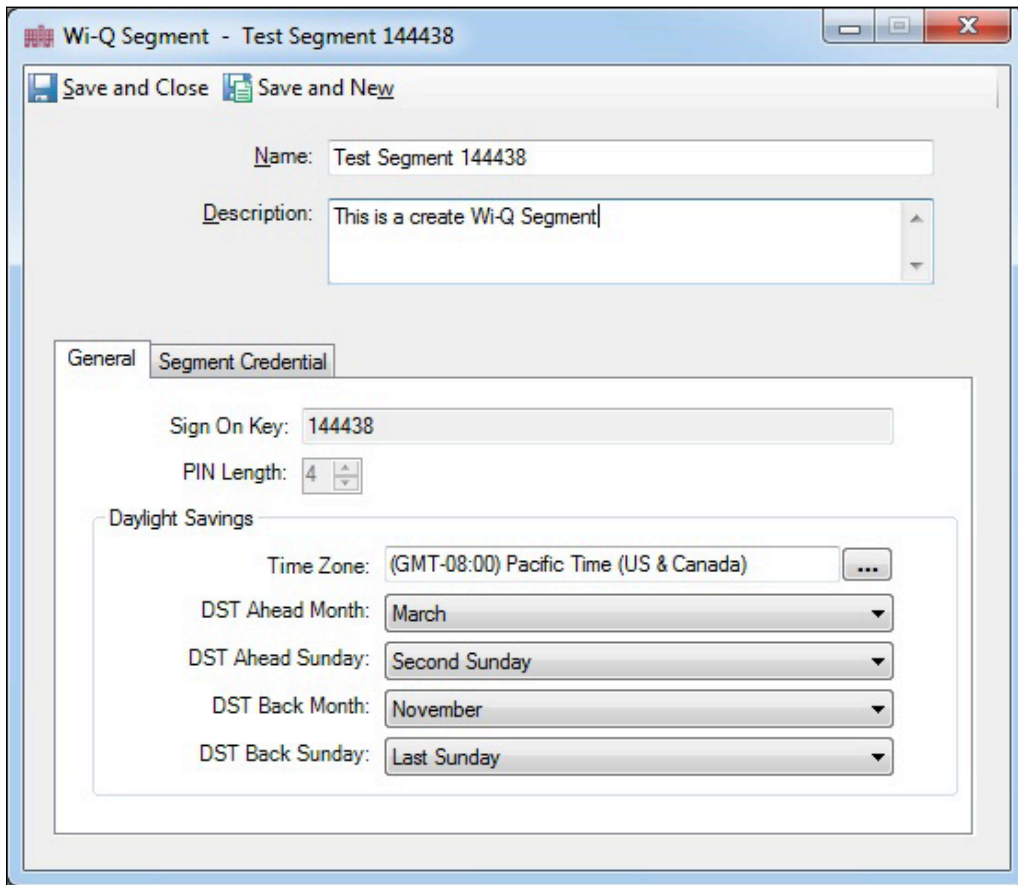 Wi-Q Segment - Test Segment 144438
Save and Close Save and New
Name: Test Segment 144438
Description: This is a create Wi-Q Segment
General Segment Credential
Sign On Key: 144438
PIN Length: 4
Daylight Savings
Time Zone: (GMT-08:00) Pacific Time (US & Canada) ...
DST Ahead Month: March
DST Ahead Sunday: Second Sunday
DST Back Month: November
DST Back Sunday: Last Sunday